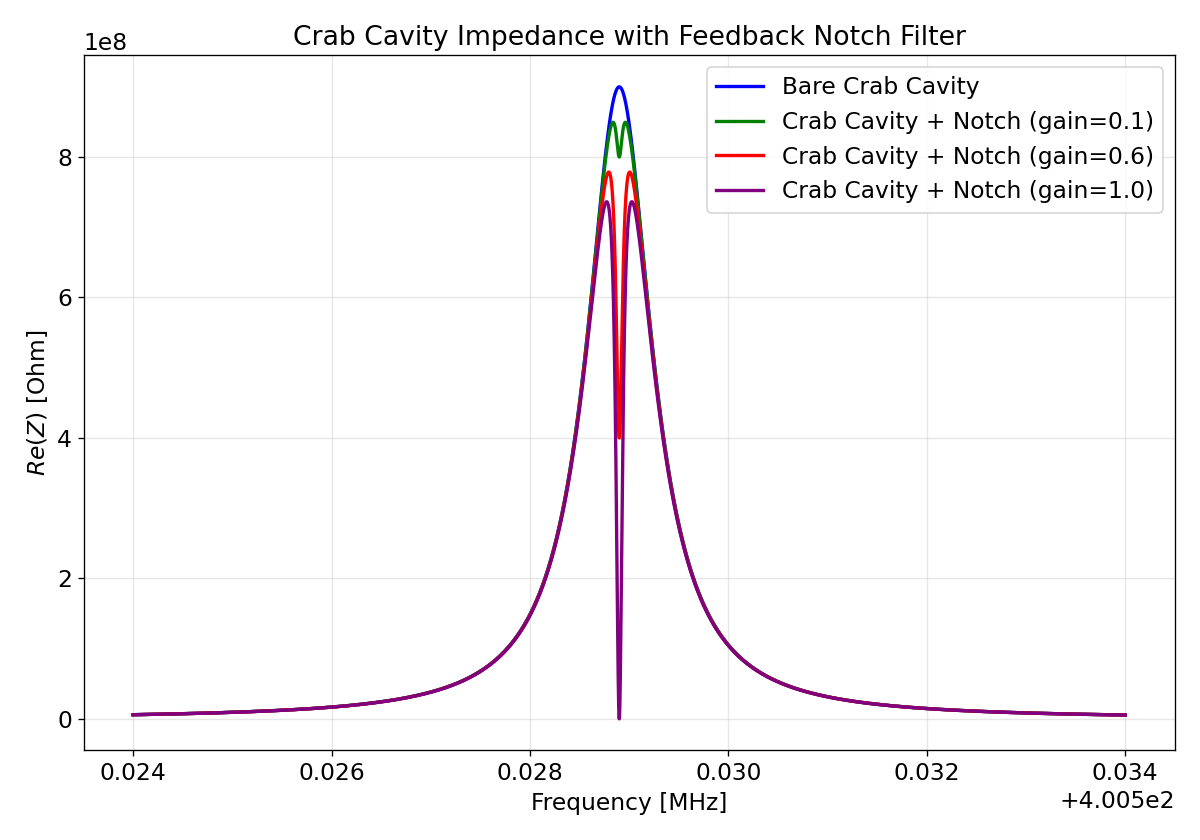 Crab Cavity Impedance with Feedback Notch Filter
1e8
Bare Crab Cavity
Crab Cavity + Notch (gain=0.1)
Crab Cavity + Notch (gain=0.6)
Crab Cavity + Notch (gain=1.0)
8
6
4
2
0
Re(Z) [Ohm]
0.024 0.026 0.028 0.030 0.032 0.034
+4.005e2
Frequency [MHz]